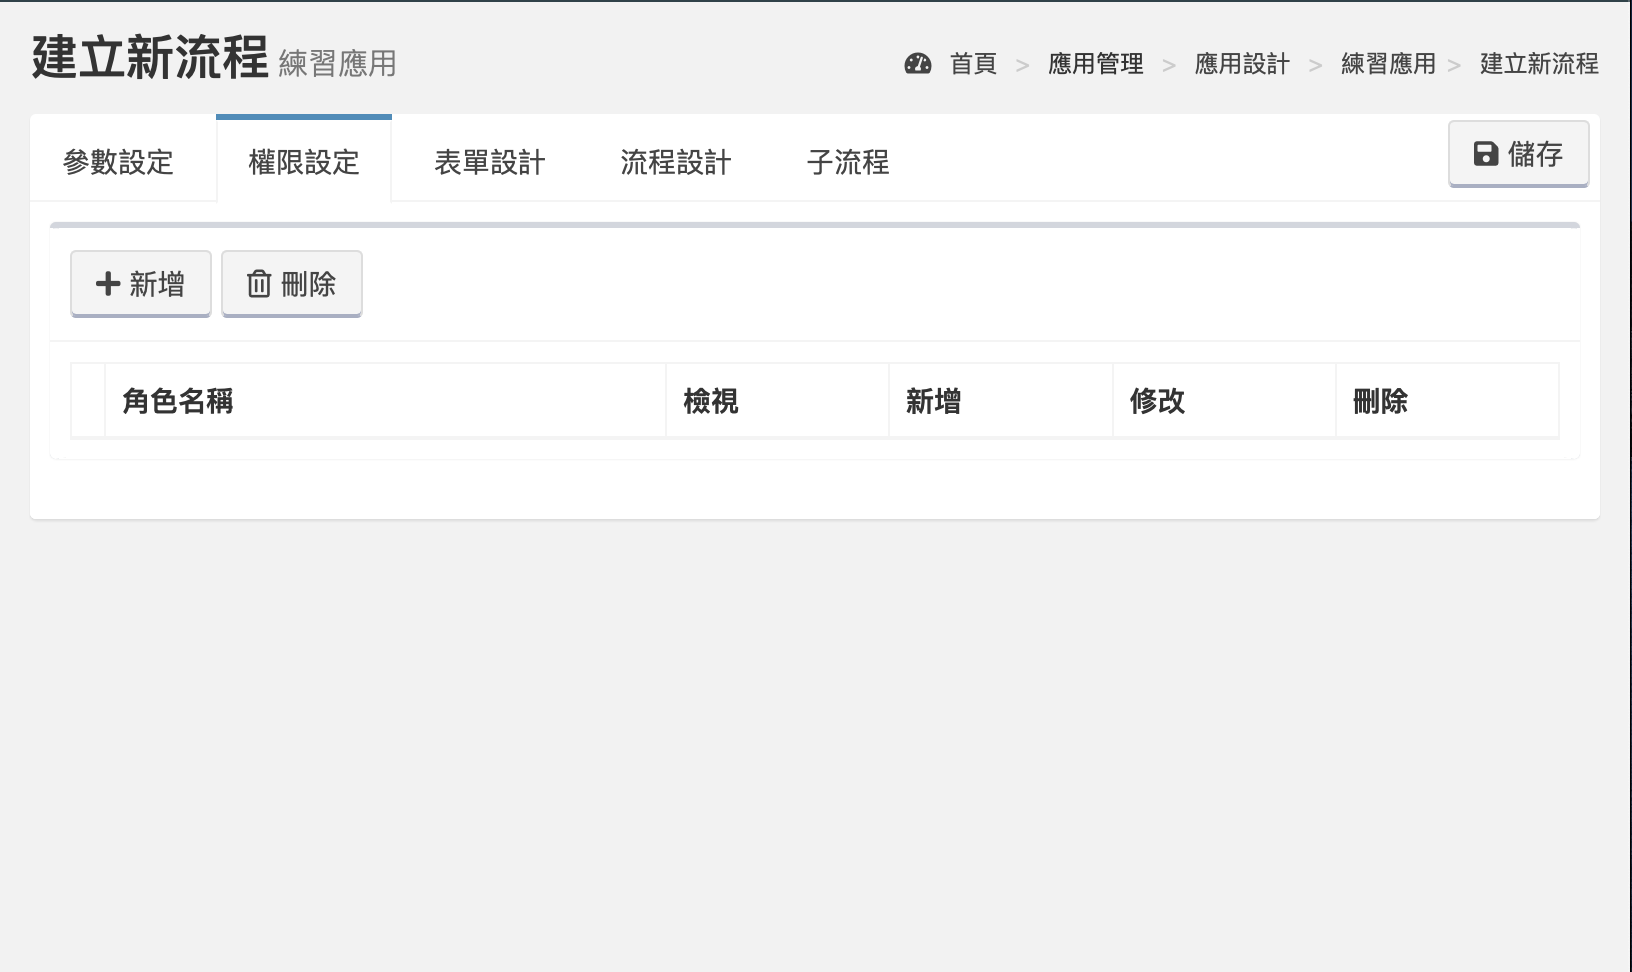 建立新流程 練習應用
首頁 > 應用管理 > 應用設計 > 練習應用 > 建立新流程
參數設定 權限設定 表單設計 流程設計 子流程 儲存
新增 刪除
角色名稱 檢視 新增 修改 刪除